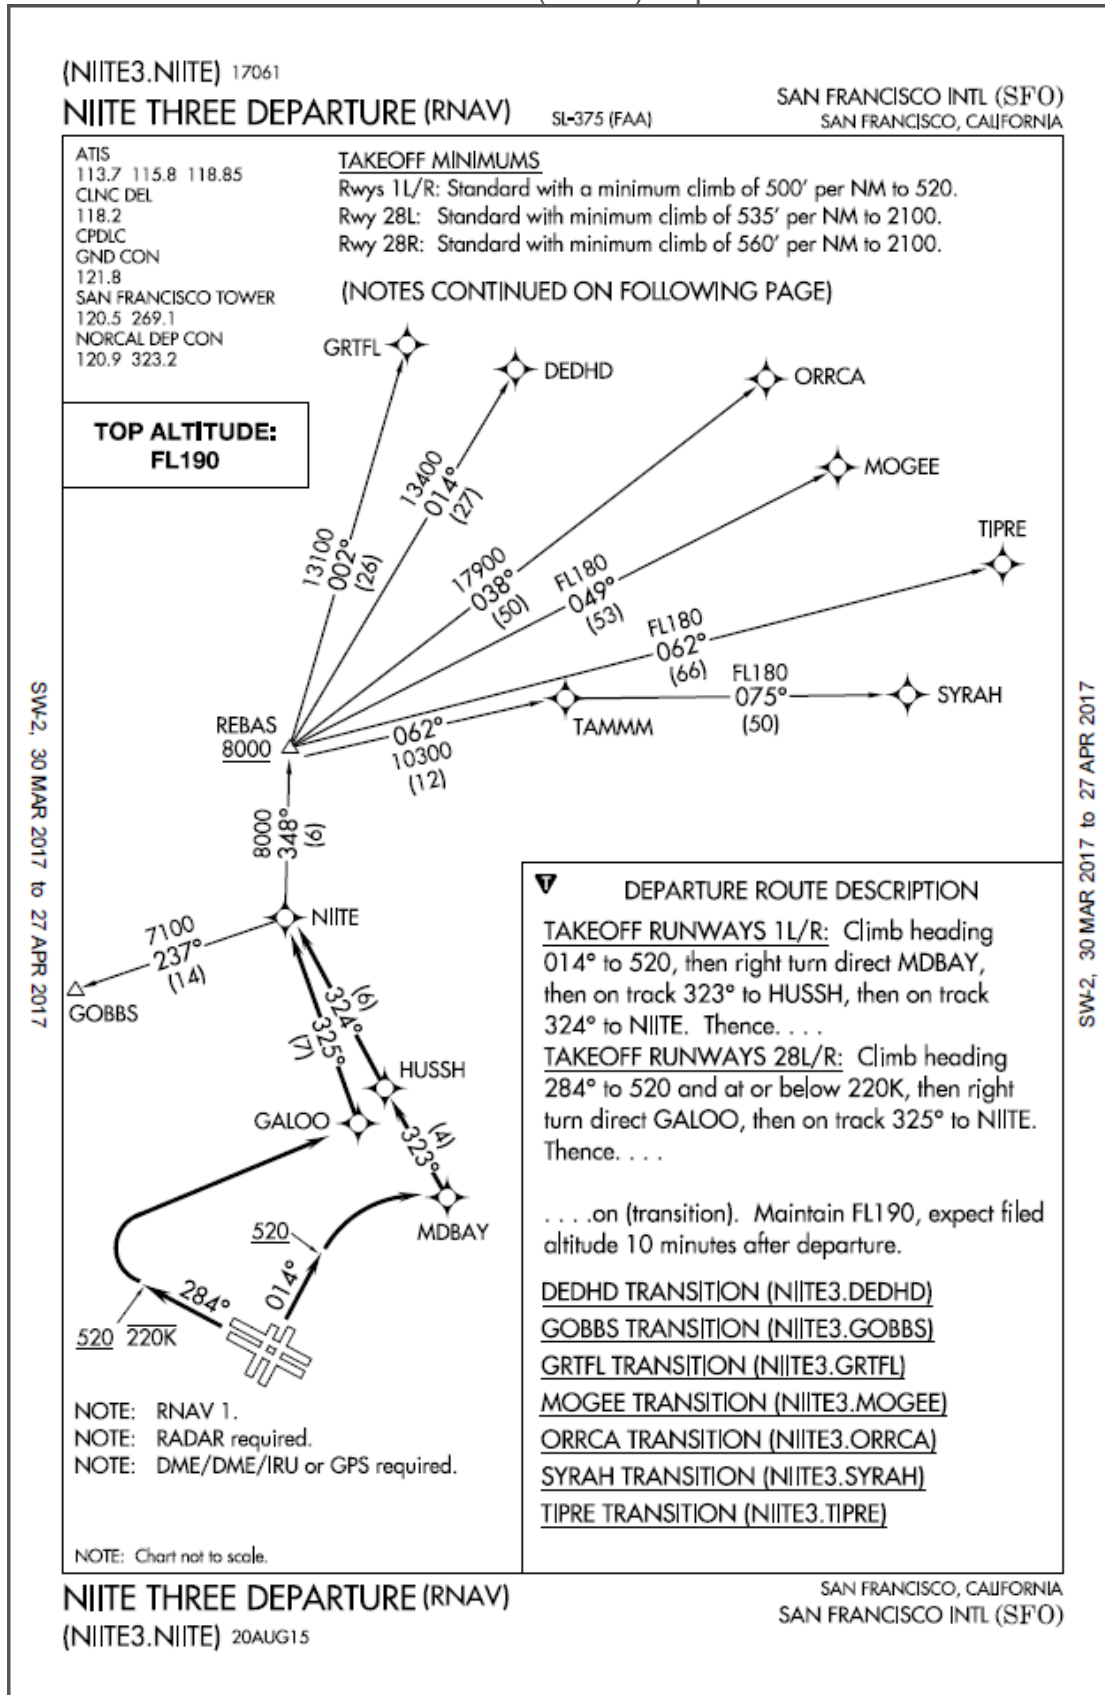 (NIITE3.NIITE) 17061
NIITE THREE DEPARTURE (RNAV)
SL-375 (FAA)
SAN FRANCISCO INTL (SFO)
SAN FRANCISCO, CALIFORNIA
ATIS
113.7 115.8 118.85
CLNC DEL
118.2
CPDLC
GND CON
121.8
SAN FRANCISCO TOWER
120.5 269.1
NORCAL DEP CON
120.9 323.2
TAKEOFF MINIMUMS
Rwys 1L/R: Standard with a minimum climb of 500' per NM to 520.
Rwy 28L: Standard with minimum climb of 535' per NM to 2100.
Rwy 28R: Standard with minimum climb of 560' per NM to 2100.
(NOTES CONTINUED ON FOLLOWING PAGE)
TOP ALTITUDE:
FL190
GRTFL
DEDHD
ORRCA
MOGEE
TIPRE
13100
002°
(26)
13400
014°
(27)
17900
038°
(50)
FL180
049°
(53)
FL180
062°
(66)
FL180
075°
(50)
SYRAH
TAMMM
REBAS
8000
062°
10300
(12)
8000
348°
(6)
NIITE
7100
237°
(14)
GOBBS
(6)
324°
325°
(7)
HUSSH
GALOO
(4)
323°
MDBAY
520
014°
284°
520 220K
NOTE: RNAV 1.
NOTE: RADAR required.
NOTE: DME/DME/IRU or GPS required.
NOTE: Chart not to scale.
T
DEPARTURE ROUTE DESCRIPTION
TAKEOFF RUNWAYS 1L/R: Climb heading
014° to 520, then right turn direct MDBAY,
then on track 323° to HUSSH, then on track
324° to NIITE. Thence. . . .
TAKEOFF RUNWAYS 28L/R: Climb heading
284° to 520 and at or below 220K, then right
turn direct GALOO, then on track 325° to NIITE.
Thence. . . .
. . . .on (transition). Maintain FL190, expect filed
altitude 10 minutes after departure.
DEDHD TRANSITION (NIITE3.DEDHD)
GOBBS TRANSITION (NIITE3.GOBBS)
GRTFL TRANSITION (NIITE3.GRTFL)
MOGEE TRANSITION (NIITE3.MOGEE)
ORRCA TRANSITION (NIITE3.ORRCA)
SYRAH TRANSITION (NIITE3.SYRAH)
TIPRE TRANSITION (NIITE3.TIPRE)
SW-2, 30 MAR 2017 to 27 APR 2017
SW-2, 30 MAR 2017 to 27 APR 2017
NIITE THREE DEPARTURE (RNAV)
(NIITE3.NIITE) 20AUG15
SAN FRANCISCO, CALIFORNIA
SAN FRANCISCO INTL (SFO)